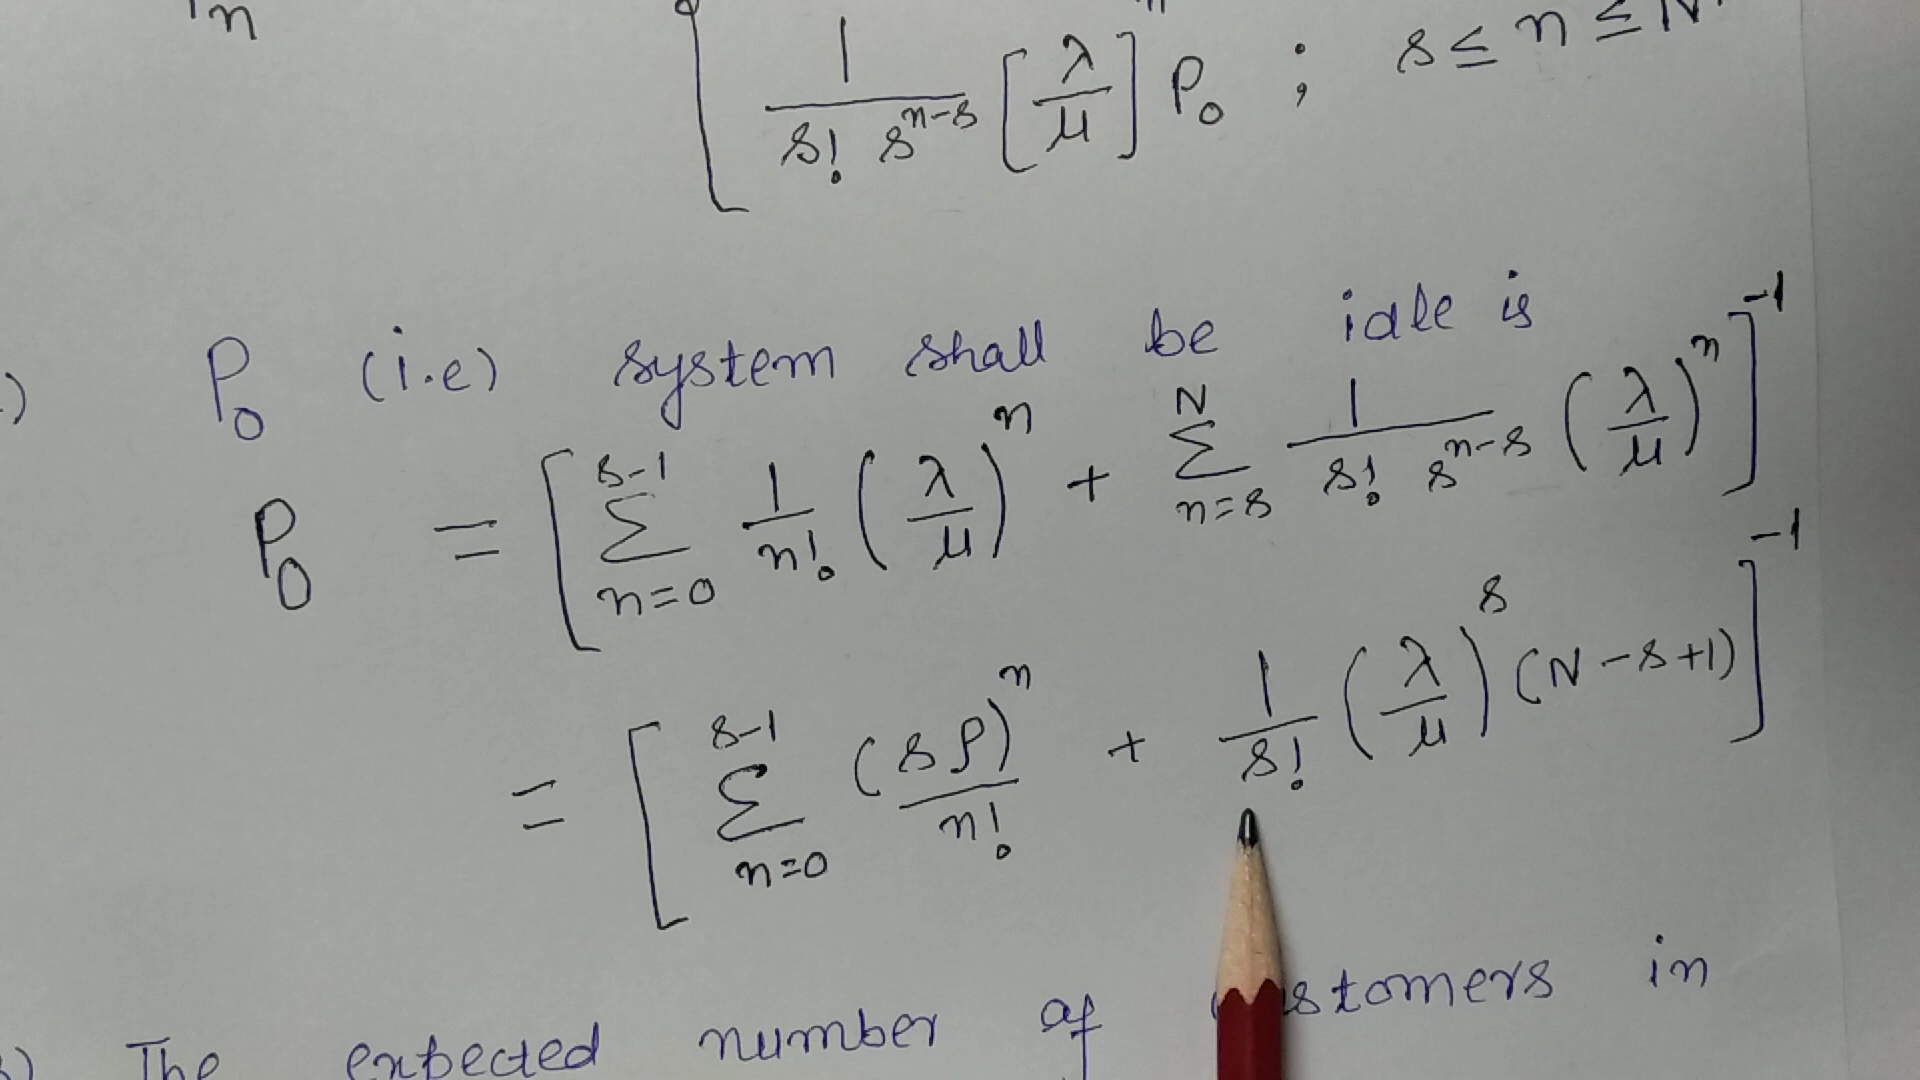 1 / s! s^(n-s) [λ/μ]^n P₀ ; s ≤ n ≤ N
P₀ (i.e) system shall be idle is
P₀ = [ Σ_{n=0}^{s-1} 1/n! (λ/μ)^n + Σ_{n=s}^{N} 1/(s! s^(n-s)) (λ/μ)^n ]^-1
= [ Σ_{n=0}^{s-1} (sρ)^n / n! + 1/s! (λ/μ)^s (N-s+1) ]^-1
The expected number of in